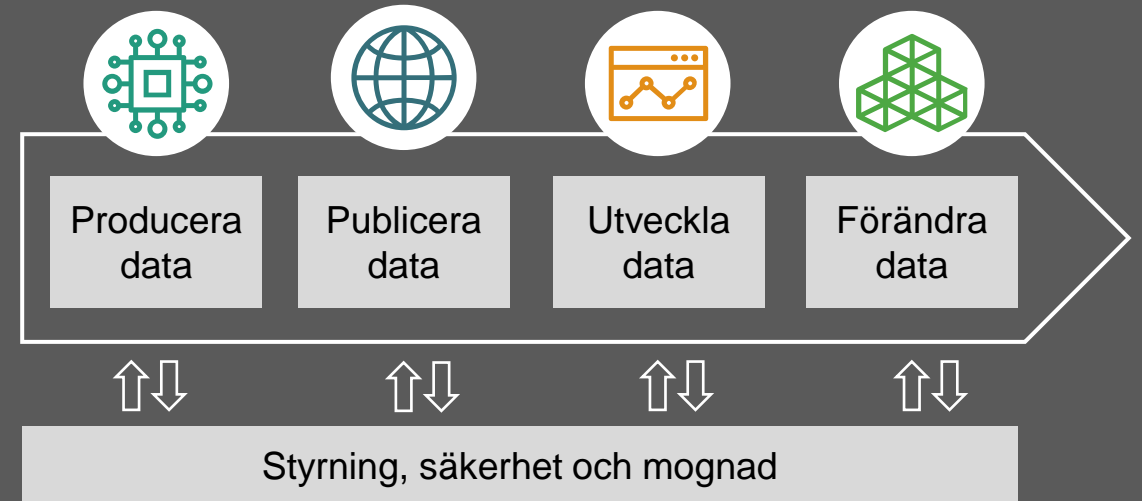 Producera
data
Publicera
data
Utveckla
data
Förändra
data
Styrning, säkerhet och mognad